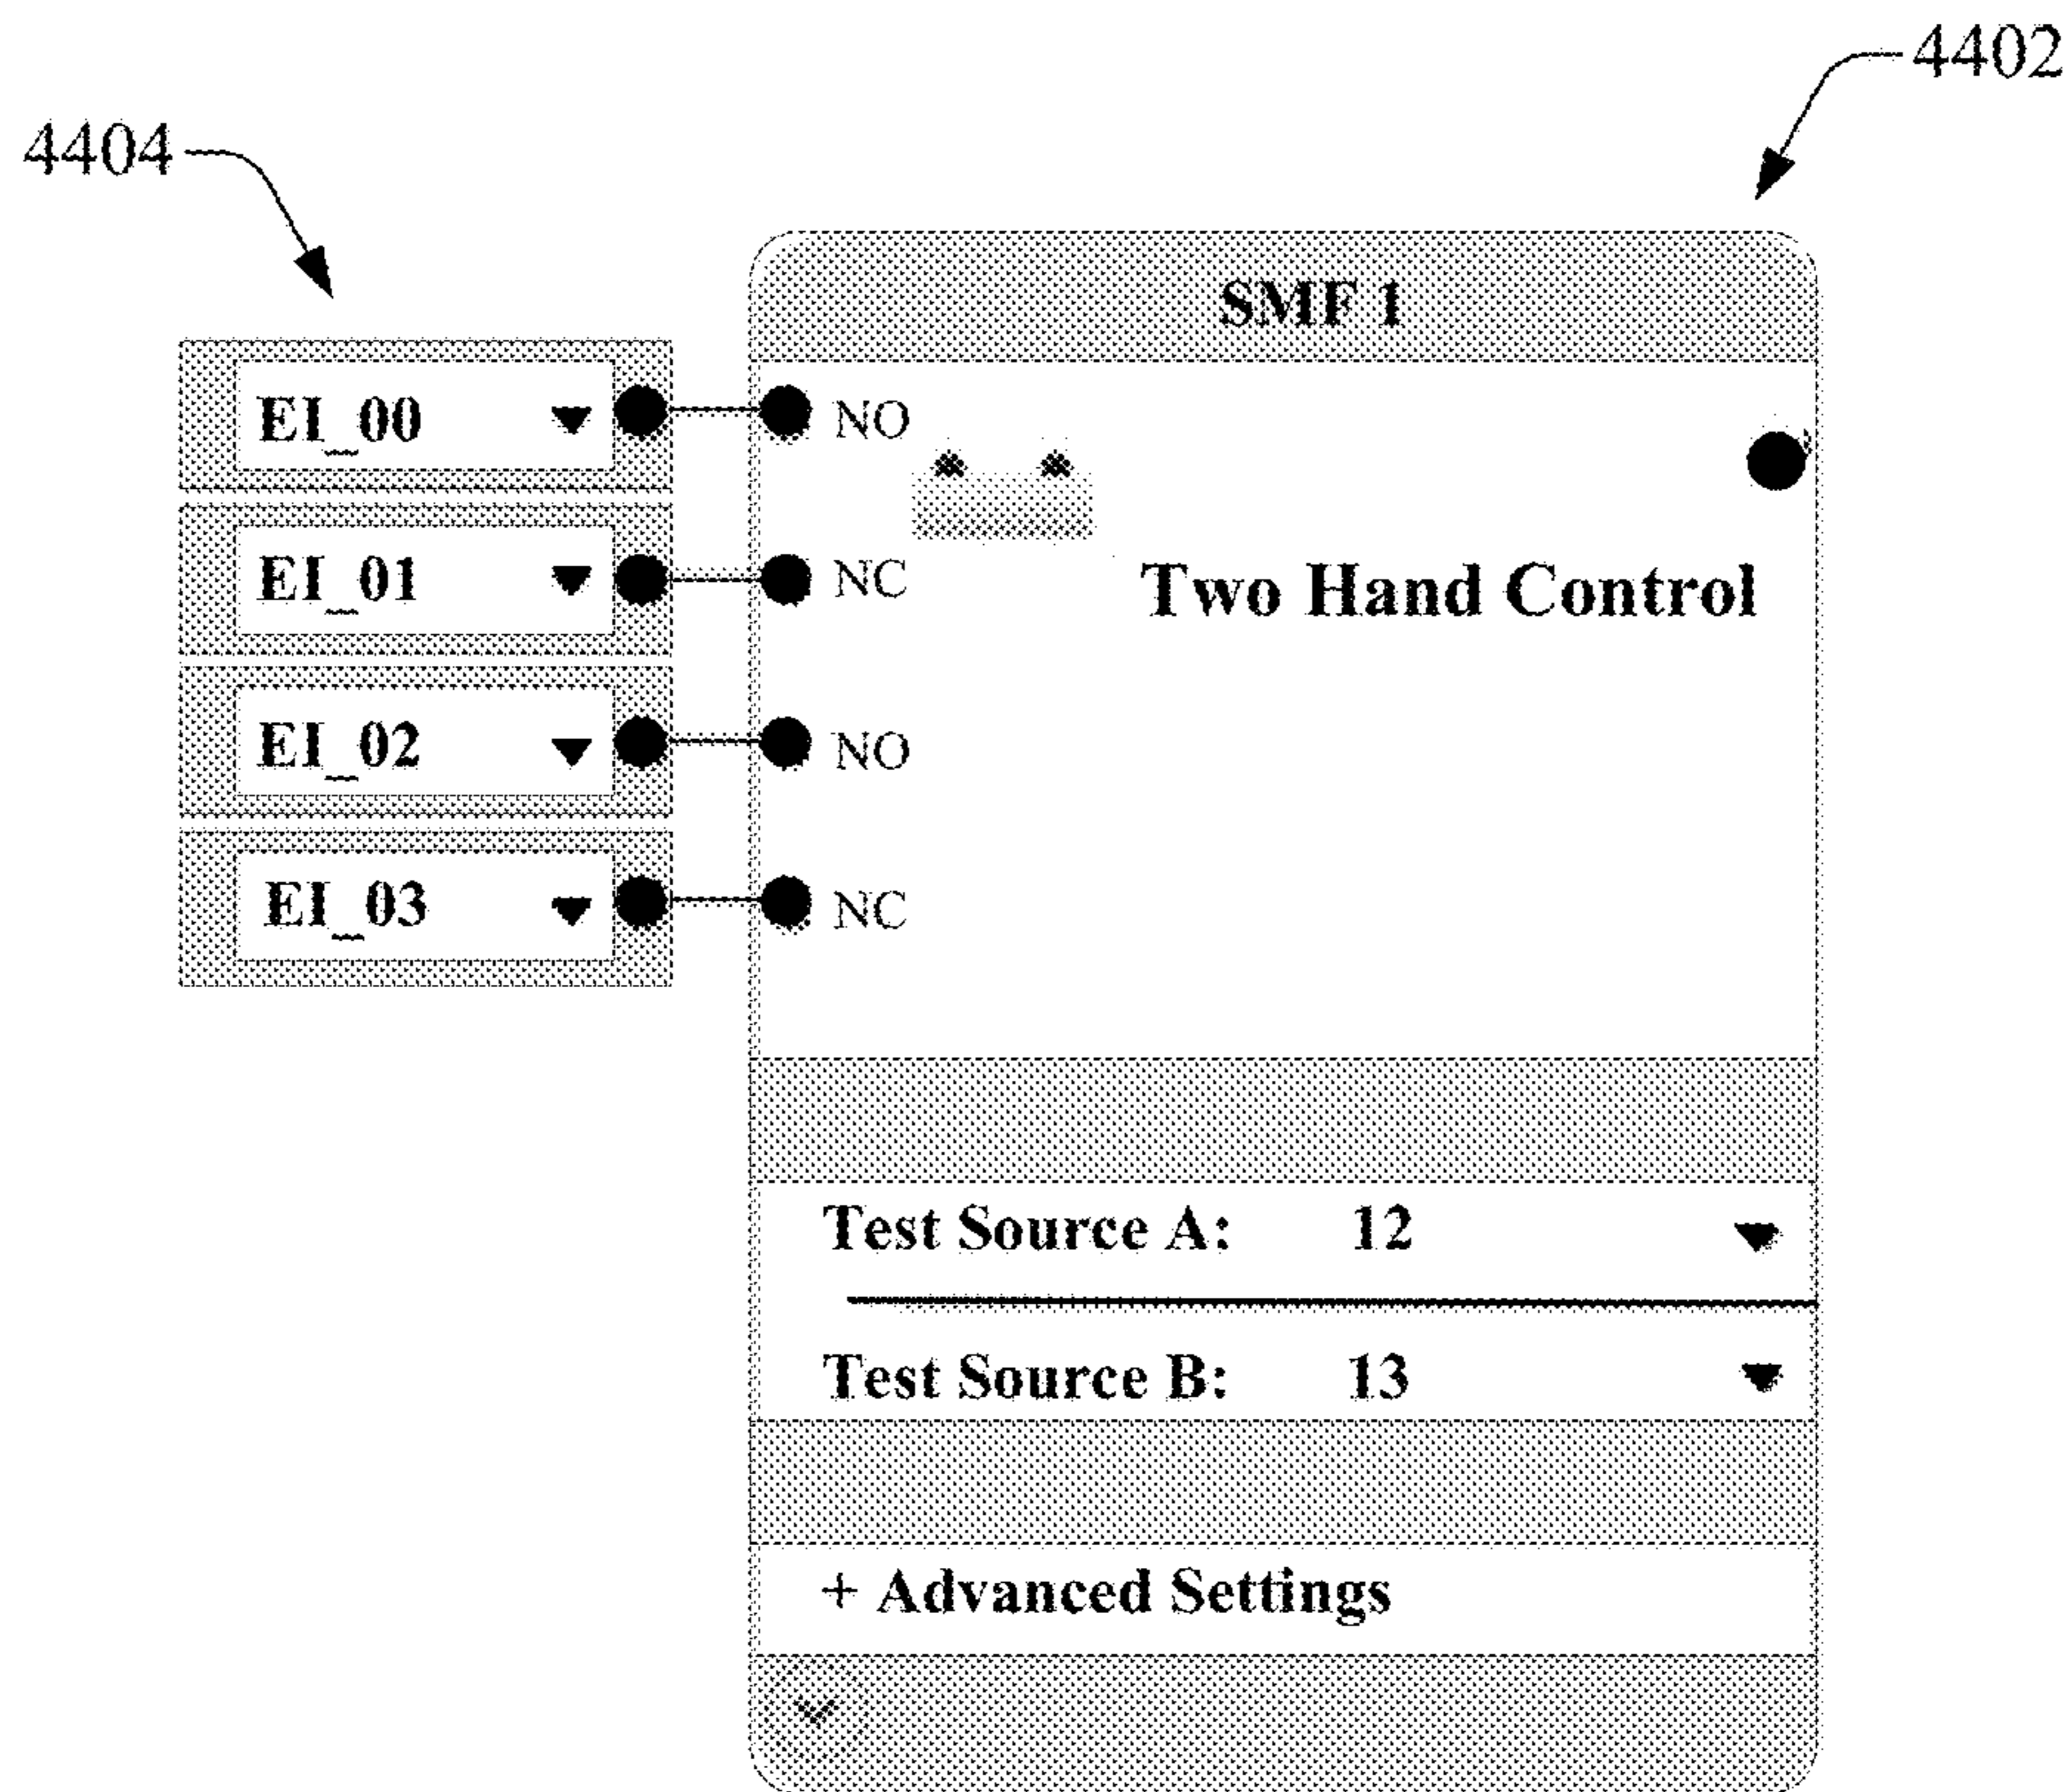 4402
4404
SMF 1
EI_00 NO
EI_01 NC
Two Hand Control
EI_02 NO
EI_03 NC
Test Source A: 12
Test Source B: 13
+ Advanced Settings